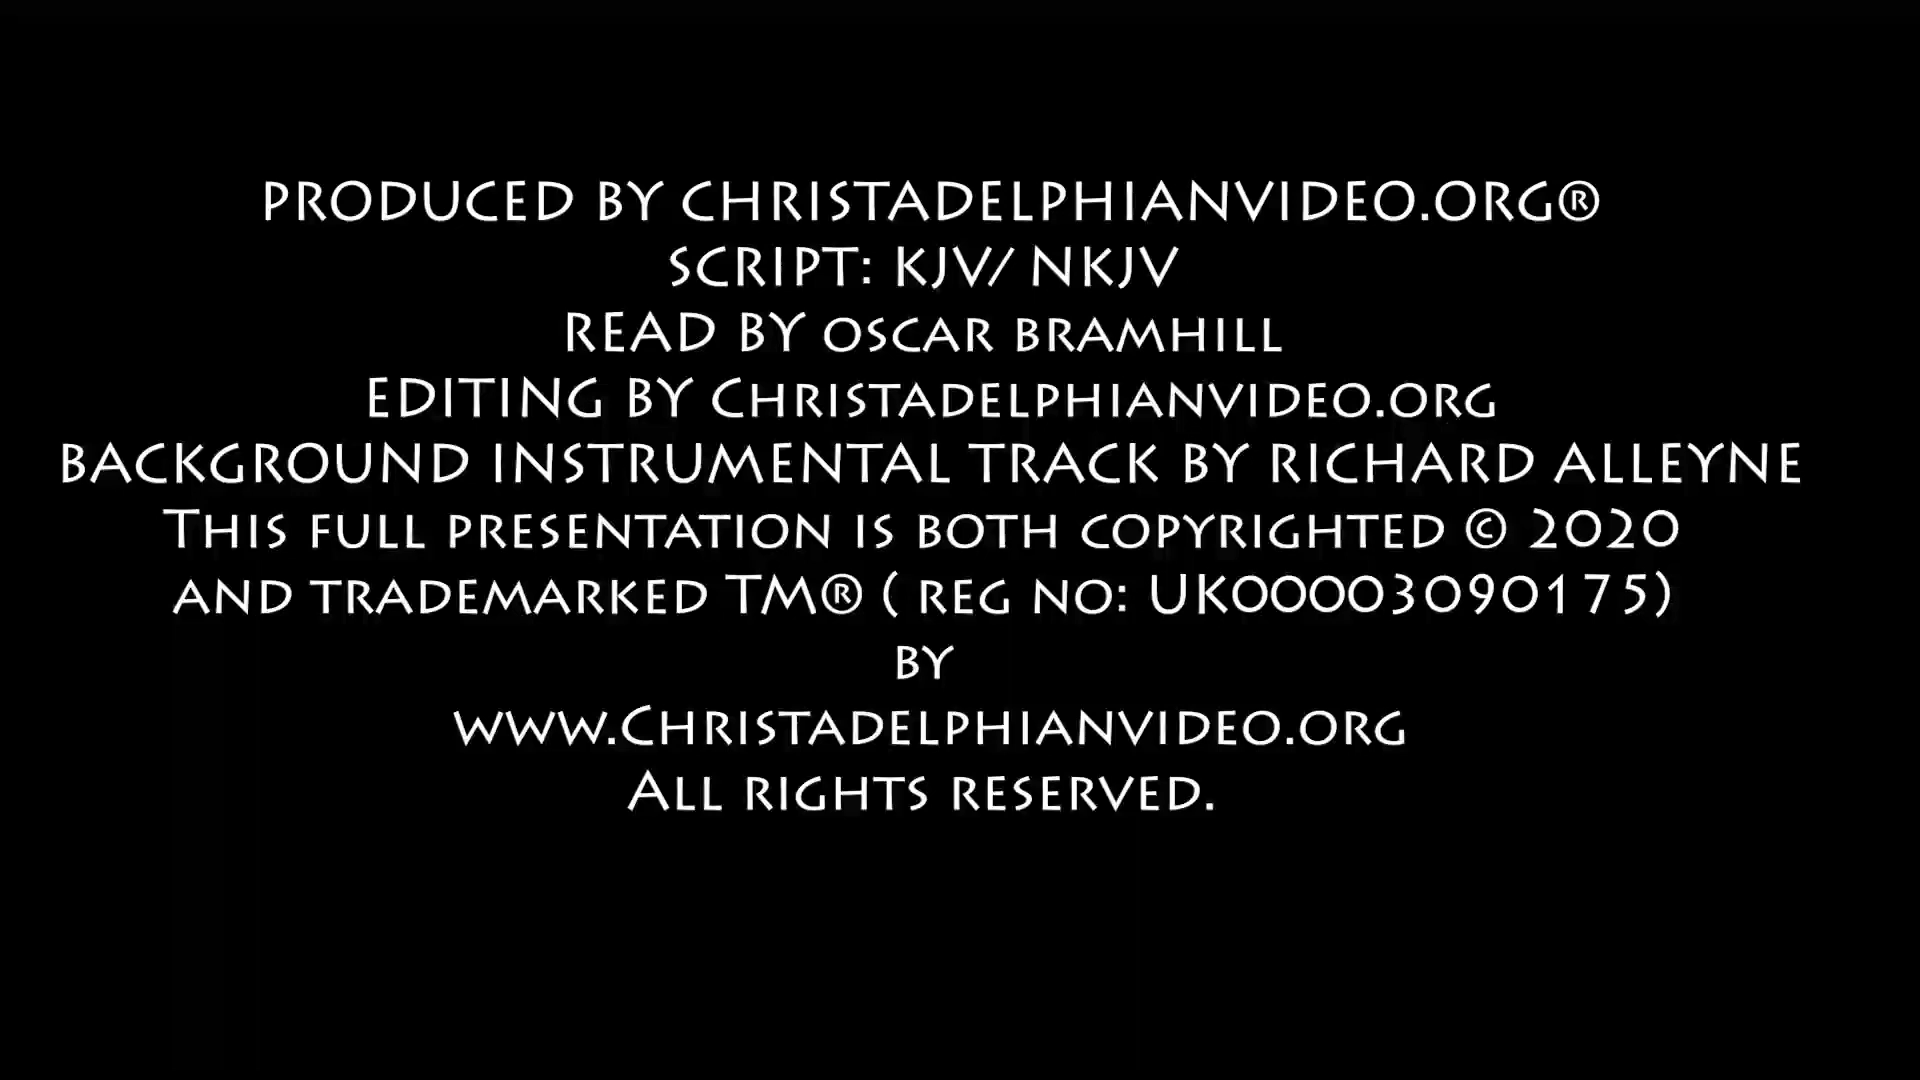 PRODUCED BY CHRISTADELPHIANVIDEO.ORG®
SCRIPT: KJV/ NKJV
READ BY OSCAR BRAMHILL
EDITING BY CHRISTADELPHIANVIDEO.ORG
BACKGROUND INSTRUMENTAL TRACK BY RICHARD ALLEYNE
THIS FULL PRESENTATION IS BOTH COPYRIGHTED © 2020
AND TRADEMARKED TM® ( REG NO: UK00003090175)
BY
WWW.CHRISTADELPHIANVIDEO.ORG
ALL RIGHTS RESERVED.